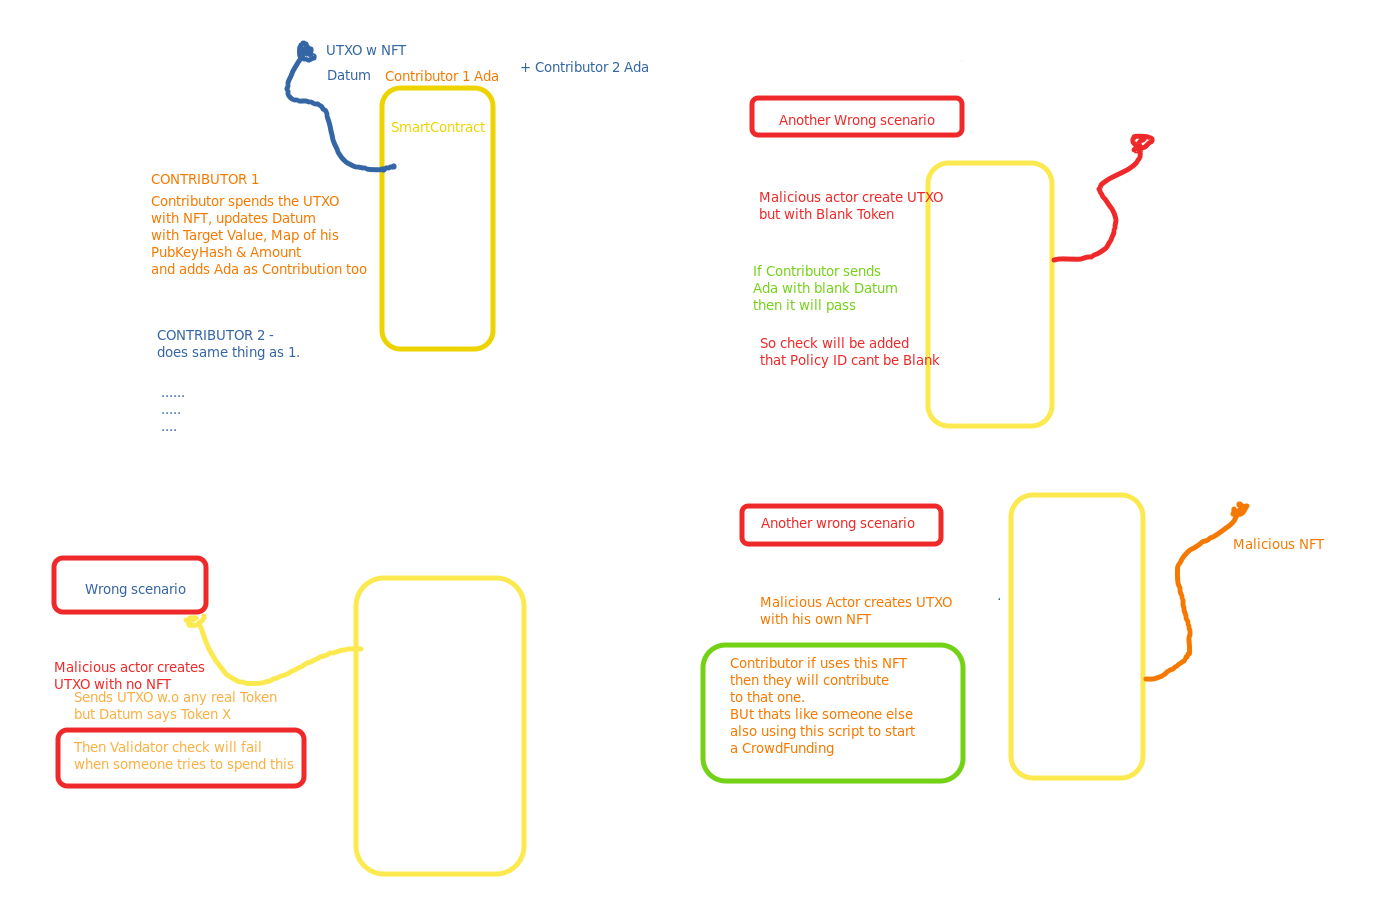 UTXO w NFT
Datum
Contributor 1 Ada
+ Contributor 2 Ada
SmartContract
CONTRIBUTOR 1
Contributor spends the UTXO
with NFT, updates Datum
with Target Value, Map of his
PubKeyHash & Amount
and adds Ada as Contribution too
CONTRIBUTOR 2 -
does same thing as 1.
......
.....
....
Another Wrong scenario
Malicious actor create UTXO
but with Blank Token
If Contributor sends
Ada with blank Datum
then it will pass
So check will be added
that Policy ID cant be Blank
Wrong scenario
Malicious actor creates
UTXO with no NFT
Sends UTXO w.o any real Token
but Datum says Token X
Then Validator check will fail
when someone tries to spend this
Another wrong scenario
Malicious NFT
Malicious Actor creates UTXO
with his own NFT
Contributor if uses this NFT
then they will contribute
to that one.
BUt thats like someone else
also using this script to start
a CrowdFunding